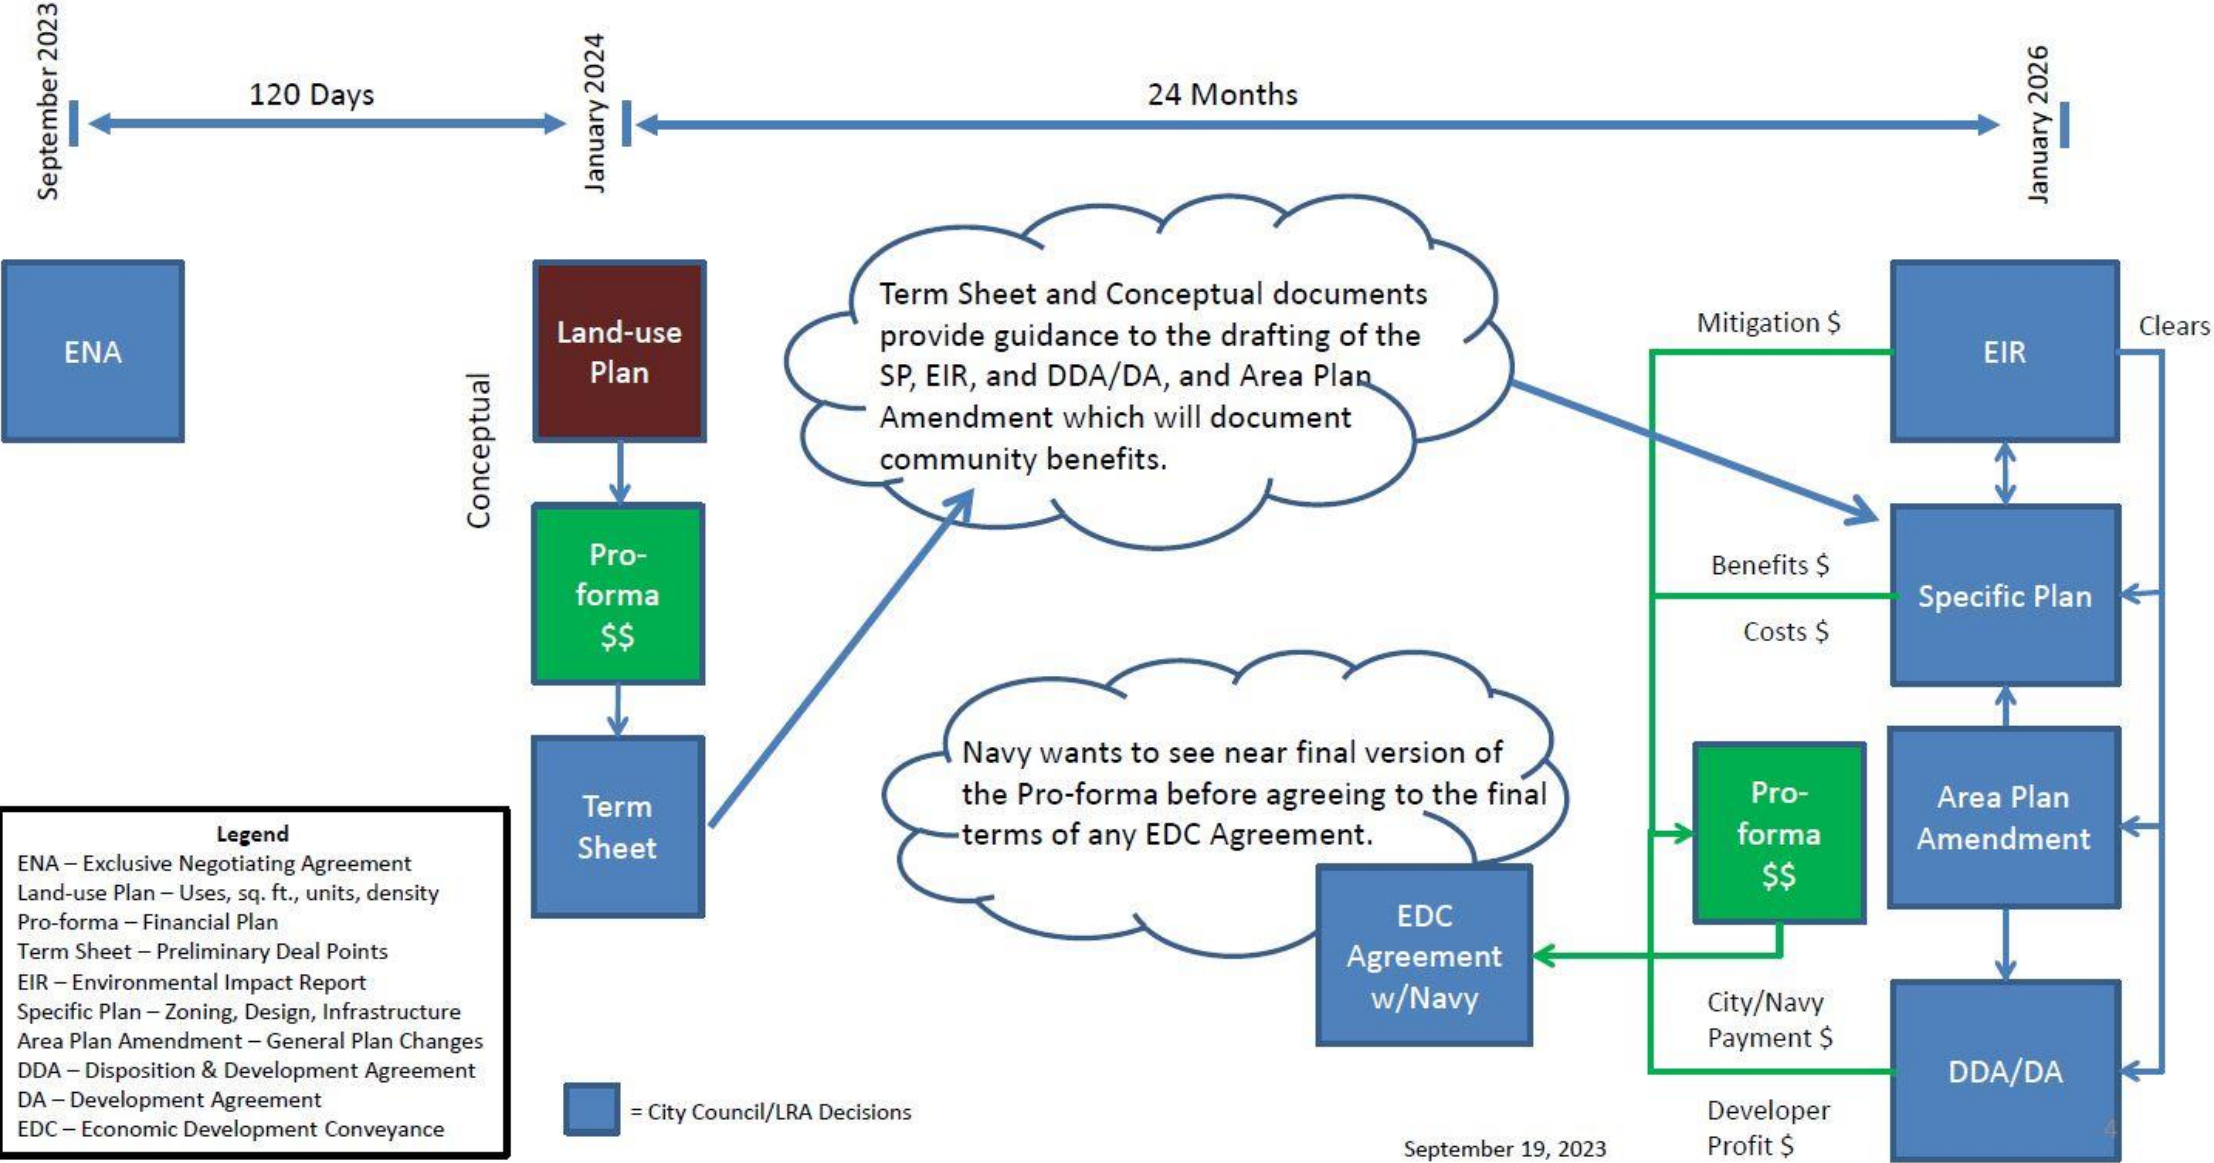 September 2023
120 Days
January 2024
24 Months
January 2026
ENA
Conceptual
Land-use
Plan
Pro-
forma
$$
Term
Sheet
Term Sheet and Conceptual documents
provide guidance to the drafting of the
SP, EIR, and DDA/DA, and Area Plan
Amendment which will document
community benefits.
Navy wants to see near final version of
the Pro-forma before agreeing to the final
terms of any EDC Agreement.
EDC
Agreement
w/Navy
Mitigation $
Benefits $
Costs $
Pro-
forma
$$
City/Navy
Payment $
Developer
Profit $
EIR
Clears
Specific Plan
Area Plan
Amendment
DDA/DA
Legend
ENA – Exclusive Negotiating Agreement
Land-use Plan – Uses, sq. ft., units, density
Pro-forma – Financial Plan
Term Sheet – Preliminary Deal Points
EIR – Environmental Impact Report
Specific Plan – Zoning, Design, Infrastructure
Area Plan Amendment – General Plan Changes
DDA – Disposition & Development Agreement
DA – Development Agreement
EDC – Economic Development Conveyance
= City Council/LRA Decisions
September 19, 2023
4